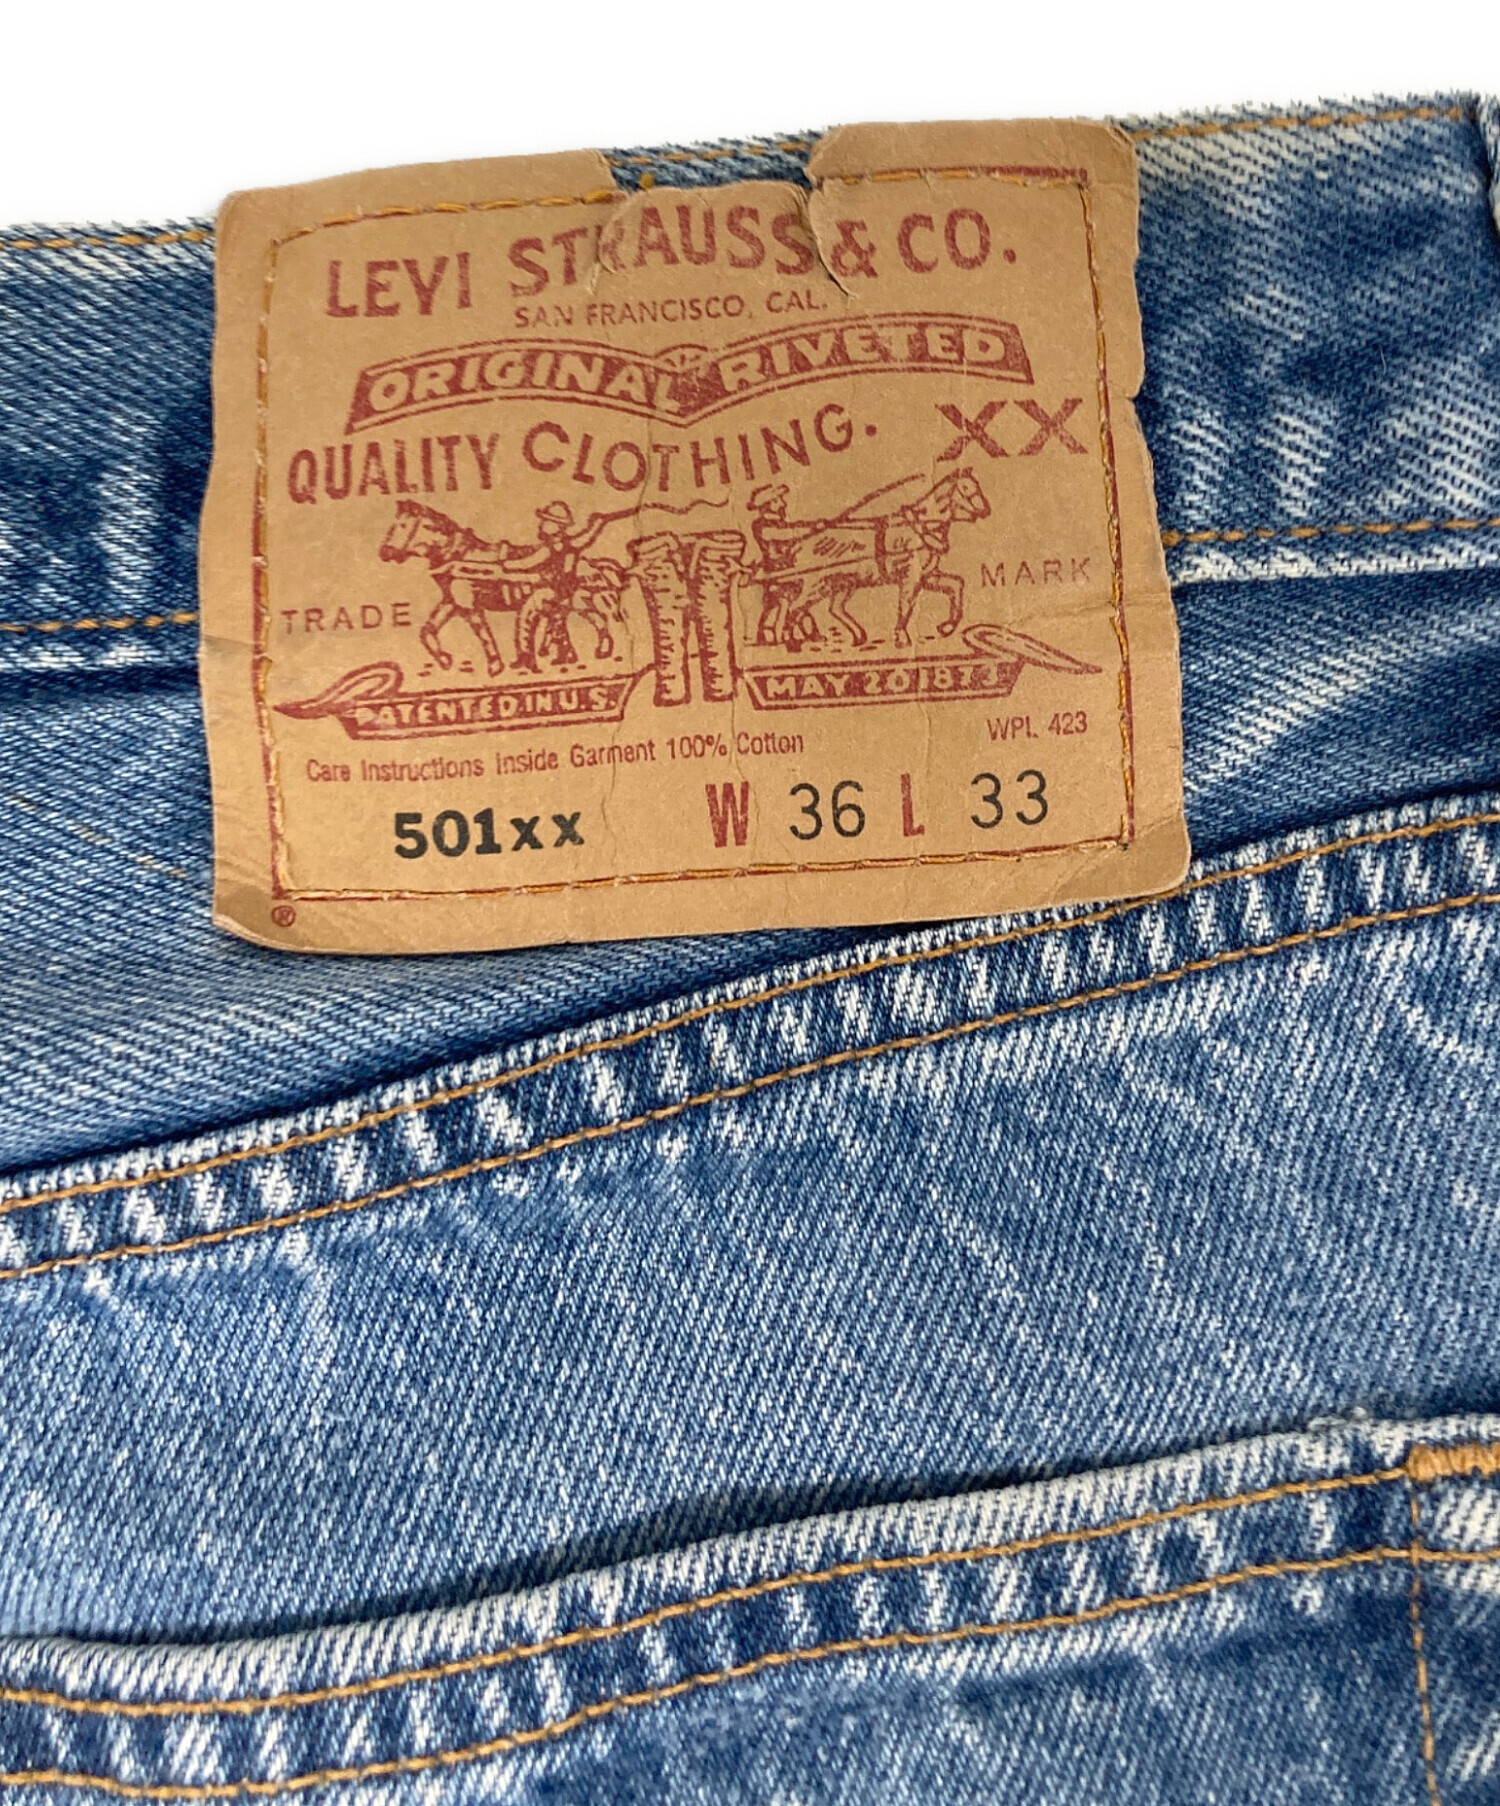 LEVI STRAUSS & CO.
SAN FRANCISCO, CAL.
ORIGINAL RIVETED
QUALITY CLOTHING. XX
TRADE MARK
PATENTED IN U.S. MAY 20 1873
WPL 423
Care Instructions Inside Garment 100% Cotton
501xx W 36 L 33
®